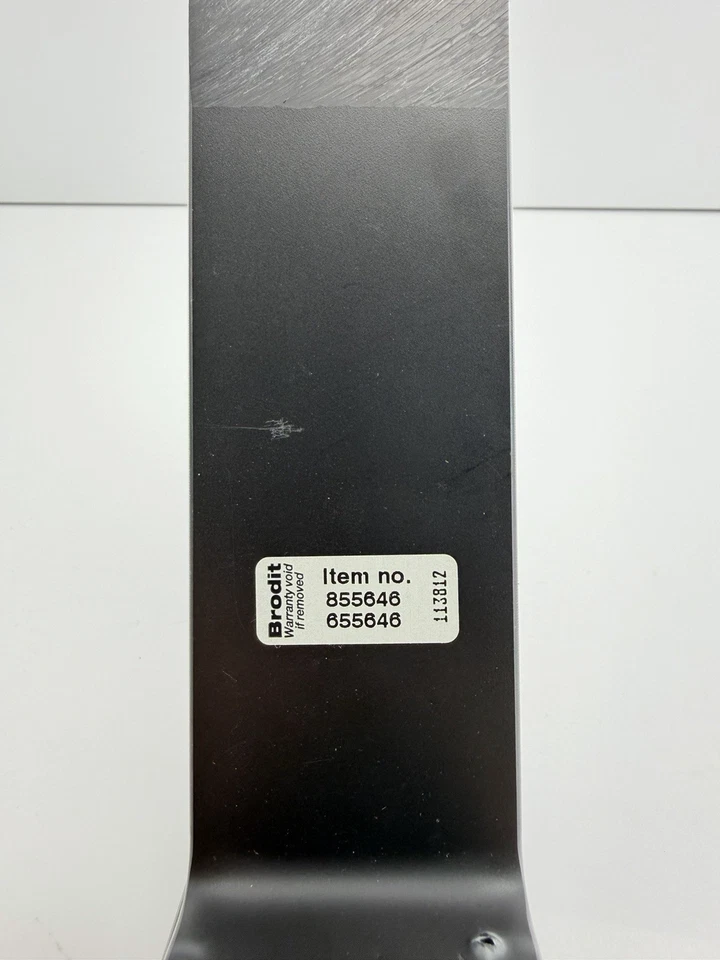 Brodit
Warranty void
if removed
Item no.
855646
655646
113812